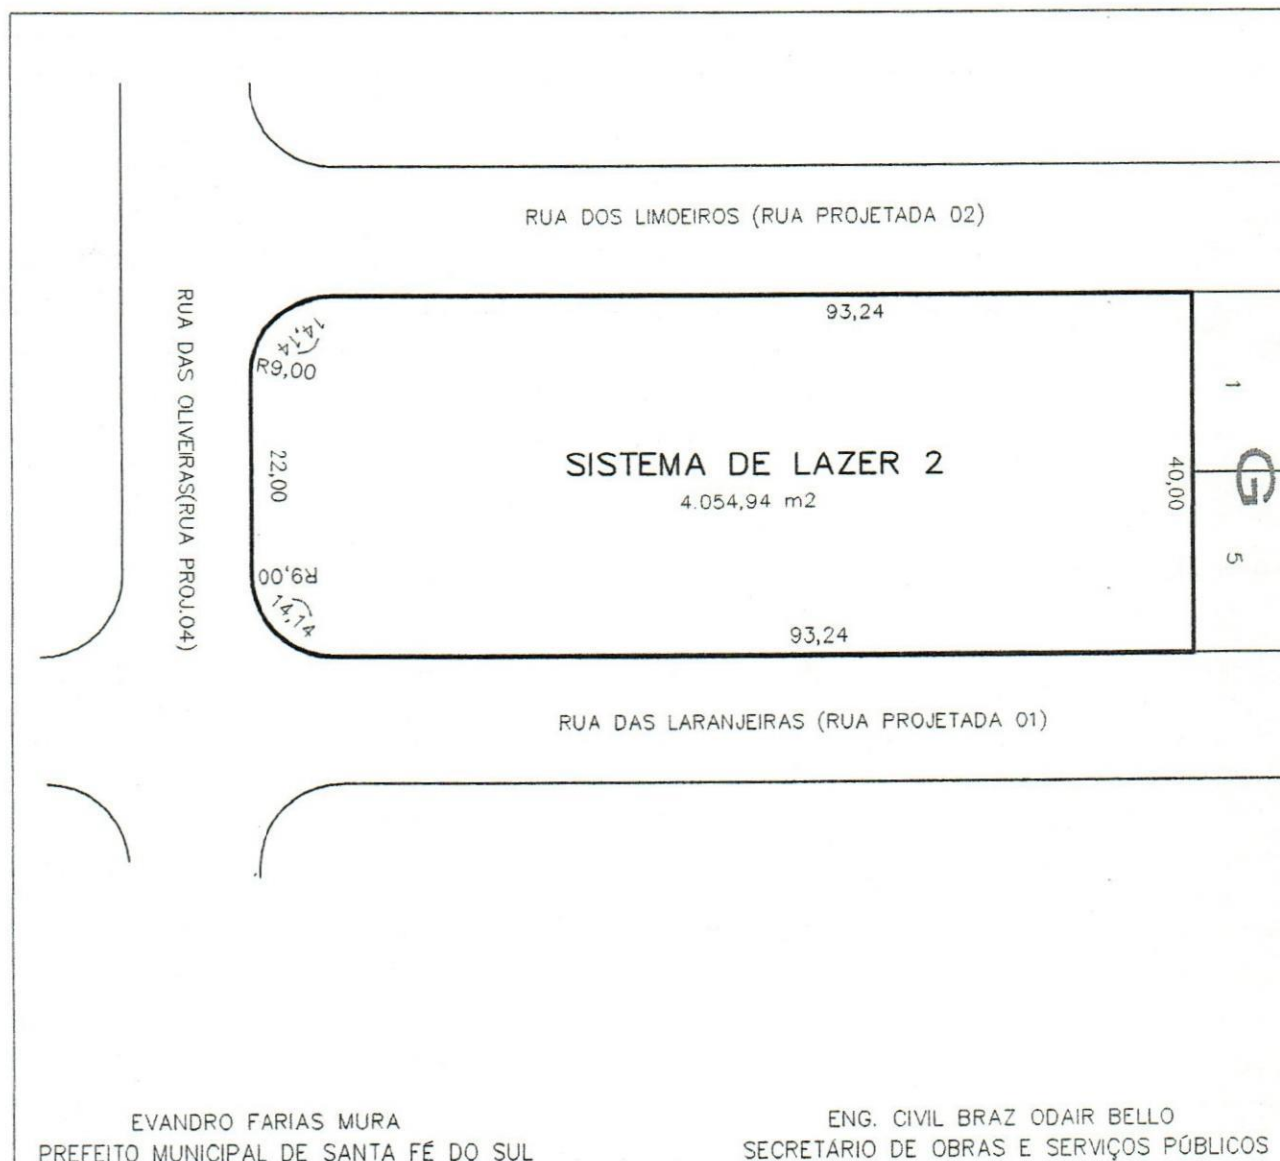 RUA DOS LIMOEIROS (RUA PROJETADA 02)
93,24
14,14
R9,00
RUA DAS OLIVEIRAS(RUA PROJ.04)
22,00
SISTEMA DE LAZER 2
4.054,94 m2
40,00
1
G
5
R9,00
14,14
93,24
RUA DAS LARANJEIRAS (RUA PROJETADA 01)
EVANDRO FARIAS MURA
PREFEITO MUNICIPAL DE SANTA FÉ DO SUL
ENG. CIVIL BRAZ ODAIR BELLO
SECRETÁRIO DE OBRAS E SERVIÇOS PÚBLICOS